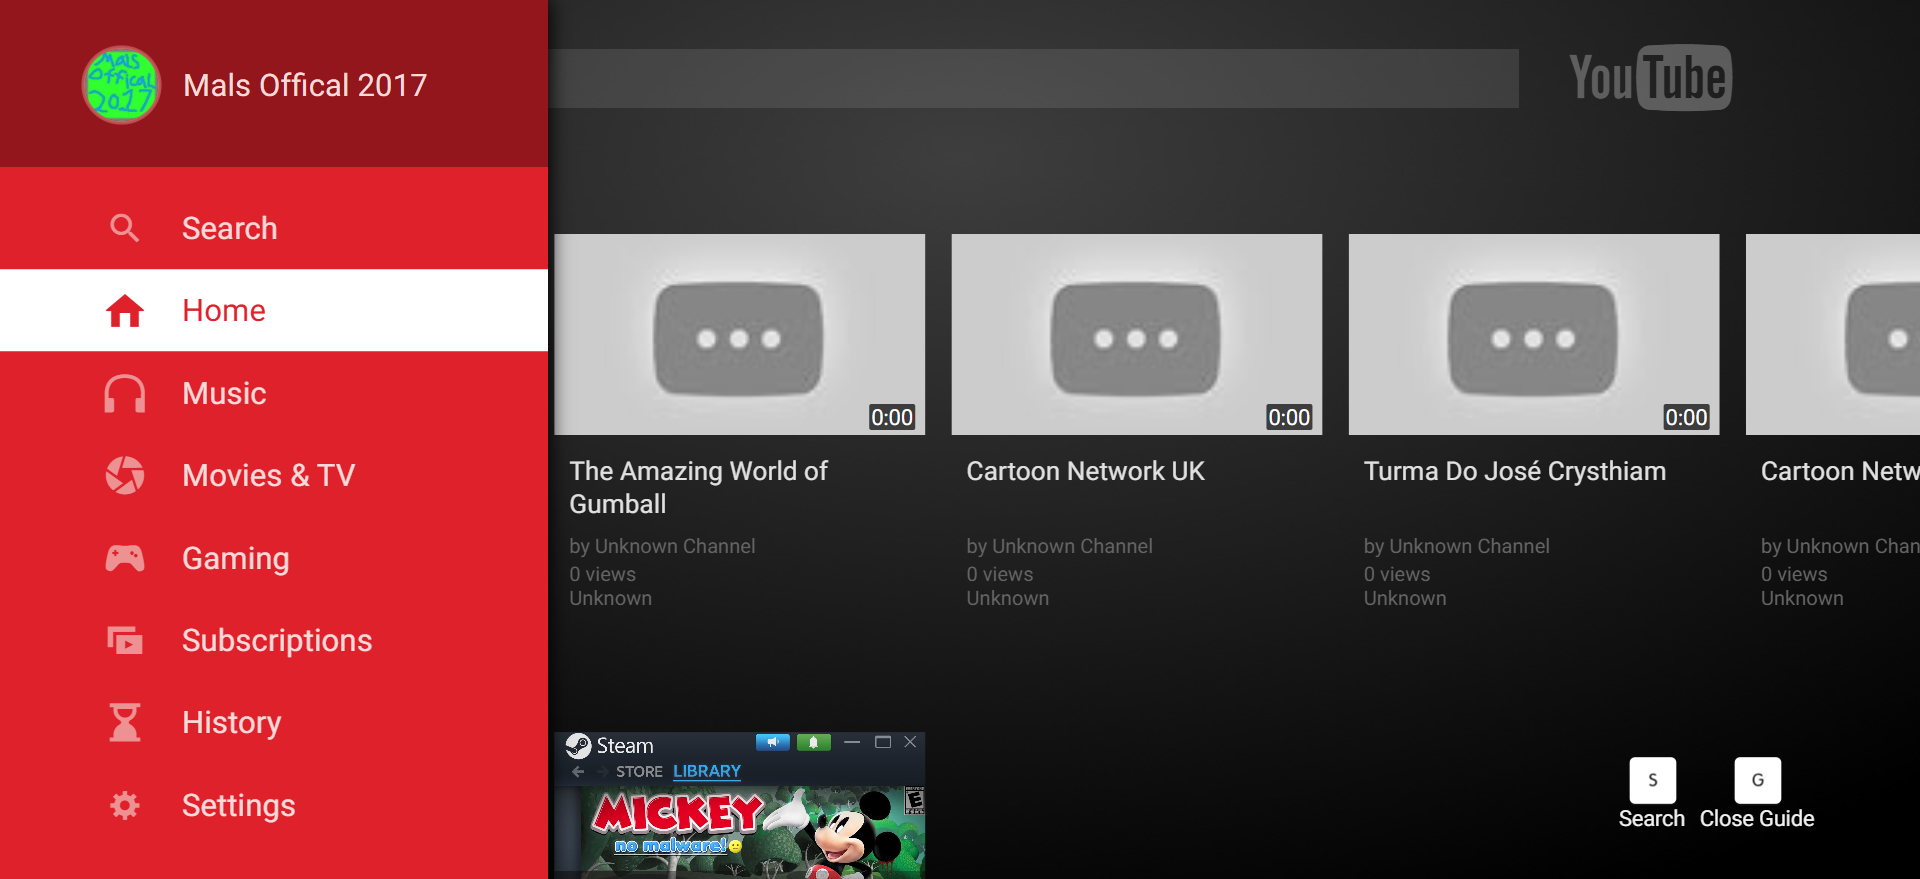 Mals Offical 2017
Mals
Offical
2017
YouTube
Search
Home
Music
Movies & TV
Gaming
Subscriptions
History
Settings
0:00
0:00
0:00
The Amazing World of
Gumball
by Unknown Channel
0 views
Unknown
Cartoon Network UK
by Unknown Channel
0 views
Unknown
Turma Do José Crysthiam
by Unknown Channel
0 views
Unknown
Cartoon Netw
by Unknown Chan
0 views
Unknown
Steam
STORE LIBRARY
MICKEY
no malware!
E
S
Search
G
Close Guide